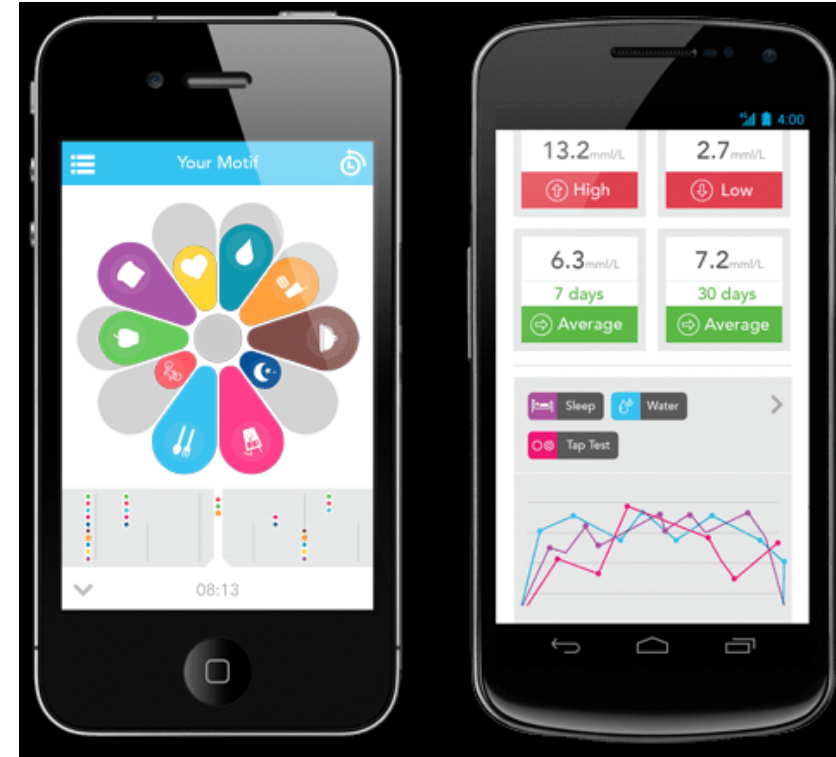 Your Motif
08:13
4G 4:00
13.2mml/L 2.7mml/L
High Low
6.3mml/L 7.2mml/L
7 days 30 days
Average Average
Sleep Water
Tap Test